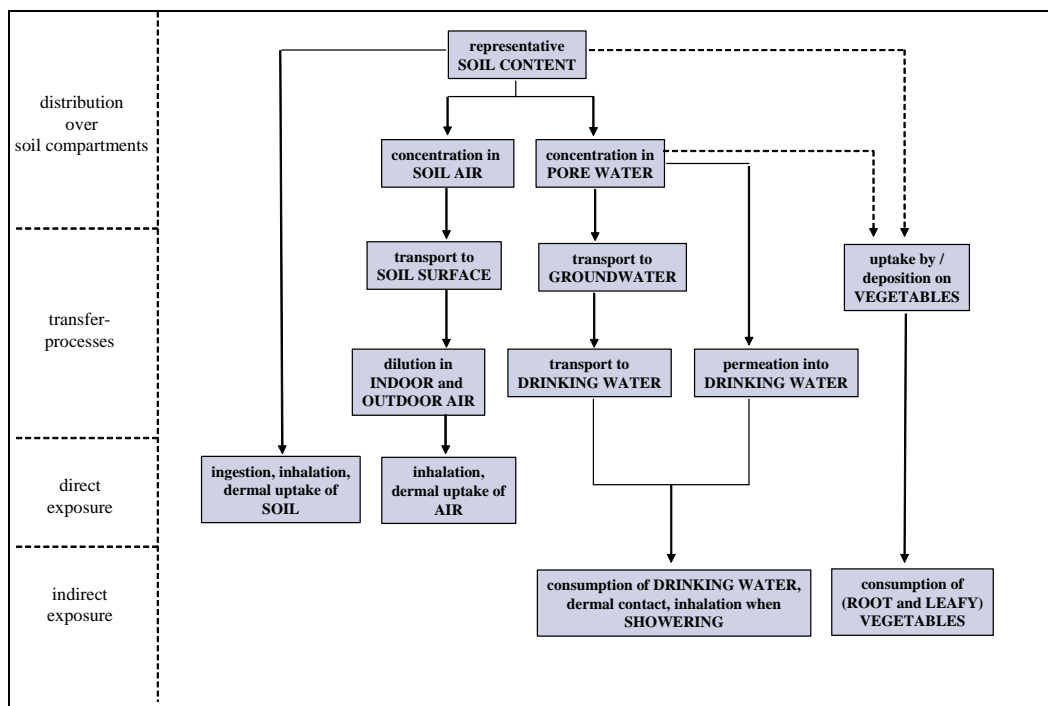 representative
SOIL CONTENT
distribution
over
soil compartments
concentration in
SOIL AIR
concentration in
PORE WATER
transport to
SOIL SURFACE
transport to
GROUNDWATER
uptake by /
deposition on
VEGETABLES
transfer-
processes
dilution in
INDOOR and
OUTDOOR AIR
transport to
DRINKING WATER
permeation into
DRINKING WATER
direct
exposure
ingestion, inhalation,
dermal uptake of
SOIL
inhalation,
dermal uptake of
AIR
indirect
exposure
consumption of DRINKING WATER,
dermal contact, inhalation when
SHOWERING
consumption of
(ROOT and LEAFY)
VEGETABLES